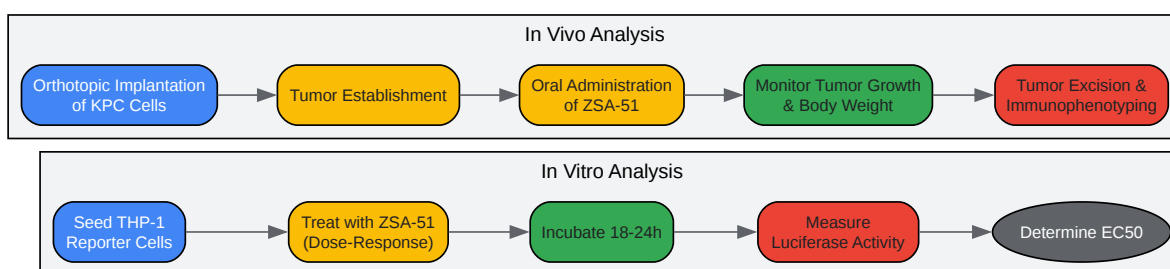 In Vivo Analysis
Orthotopic Implantation
of KPC Cells
Tumor Establishment
Oral Administration
of ZSA-51
Monitor Tumor Growth
& Body Weight
Tumor Excision &
Immunophenotyping
In Vitro Analysis
Seed THP-1
Reporter Cells
Treat with ZSA-51
(Dose-Response)
Incubate 18-24h
Measure
Luciferase Activity
Determine EC50